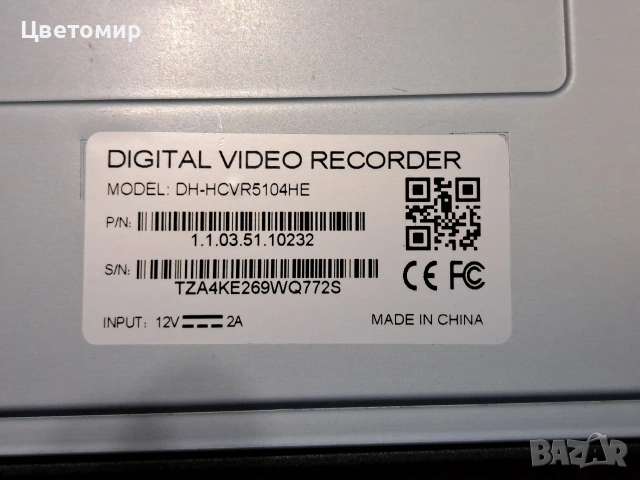 Цветомир
DIGITAL VIDEO RECORDER
MODEL: DH-HCVR5104HE
P/N:
1.1.03.51.10232
S/N:
TZA4KE269WQ772S
CE FC
INPUT: 12V 2A
MADE IN CHINA
BAZAR